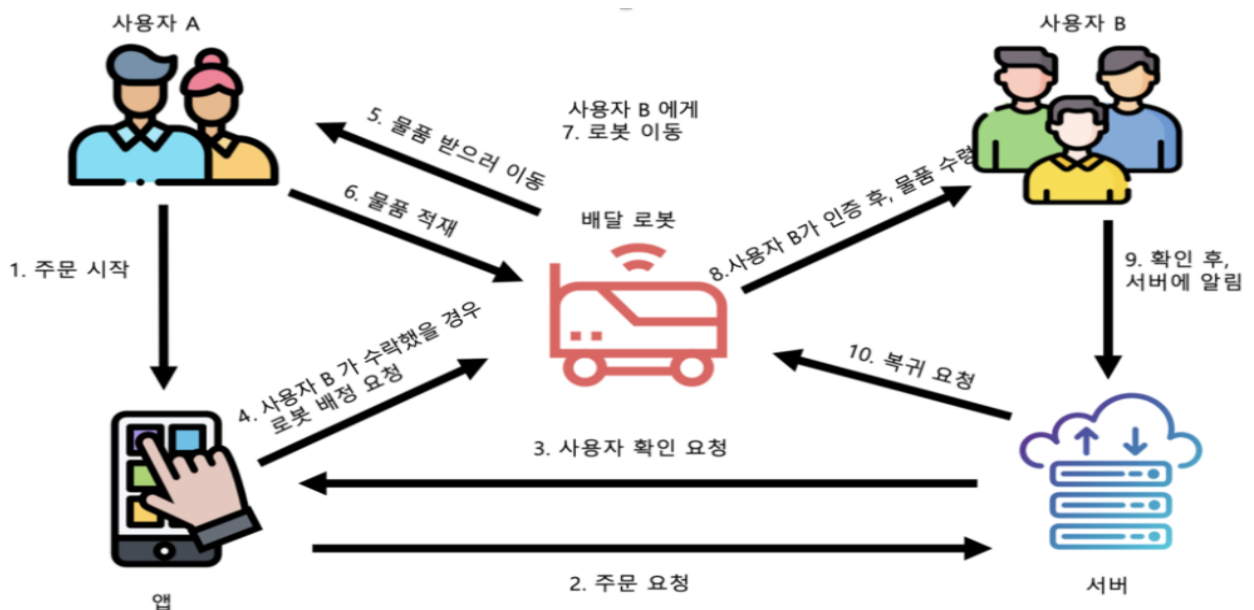 사용자 A
사용자 B
5. 물품 받으러 이동
사용자 B 에게
7. 로봇 이동
6. 물품 적재
배달 로봇
8.사용자 B가 인증 후, 물품 수령
1. 주문 시작
9. 확인 후,
서버에 알림
4. 사용자 B 가 수락했을 경우
로봇 배정 요청
10. 복귀 요청
3. 사용자 확인 요청
2. 주문 요청
앱
서버